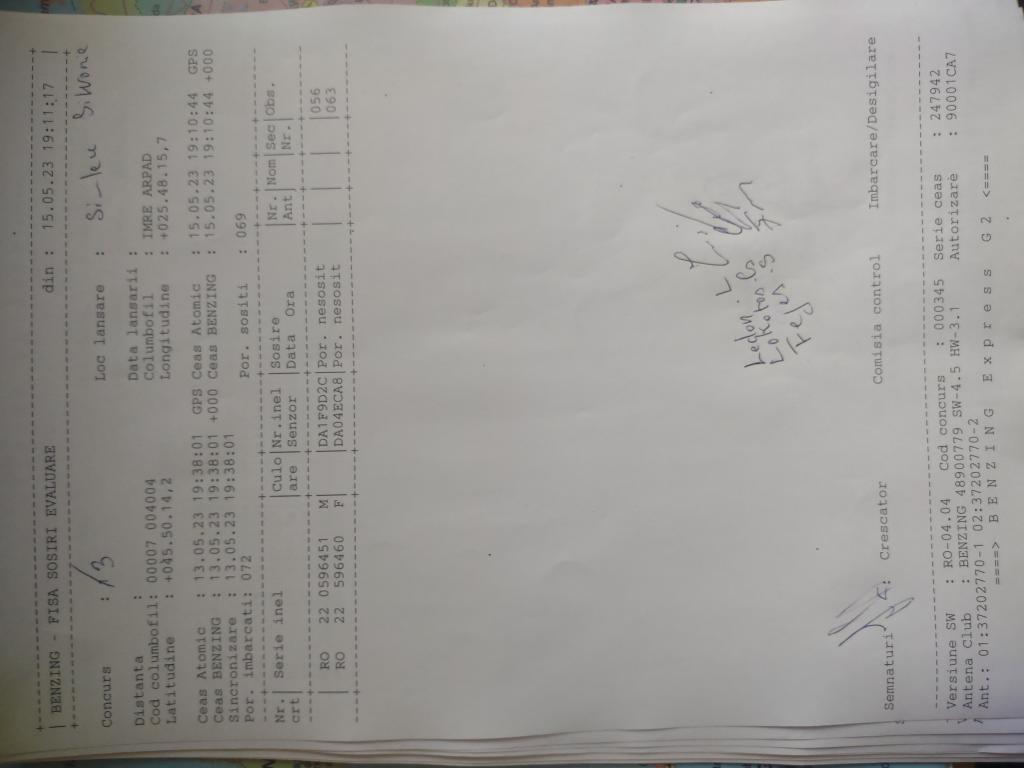 BENZING - FISA SOSIRI EVALUARE din : 15.05.23 19:11:17
Concurs : 13 Loc lansare :
Distanta : Data lansarii :
Cod columbofil: 00007.004004 Columbofil : IMRE ARPAD
Latitudine : +045.50.14,2 Longitudine : +025.48.15,7
Ceas Atomic : 13.05.23 19:38:01 GPS Ceas Atomic : 15.05.23 19:10:44 GPS
Ceas BENZING : 13.05.23 19:38:01 +000 Ceas BENZING : 15.05.23 19:10:44 +000
Sincronizare : 13.05.23 19:38:01
Por. imbarcati: 072 Por. sositi : 069
Nr.| Serie inel |Culo|Nr.inel |Sosire |Nr.| Nom |Sec|Obs.
crt| |are |Senzor |Data Ora |Ant| |Nr.|
| RO 22 0596451 M | |DA1F9D2C|Por. nesosit | | | |056
| RO 22 596460 F | |DA04ECA8|Por. nesosit | | | |063
Semnaturi : Crescator Comisia control Imbarcare/Desigilare
Versiune SW : RO-04.04 Cod concurs : 000345 Serie ceas : 247942
Antena Club : BENZING 48900779 SW-4.5 HW-3.1 Autorizare : 90001CA7
Ant.: 01:37202770-1 02:37202770-2
====> B E N Z I N G E x p r e s s G 2 <====